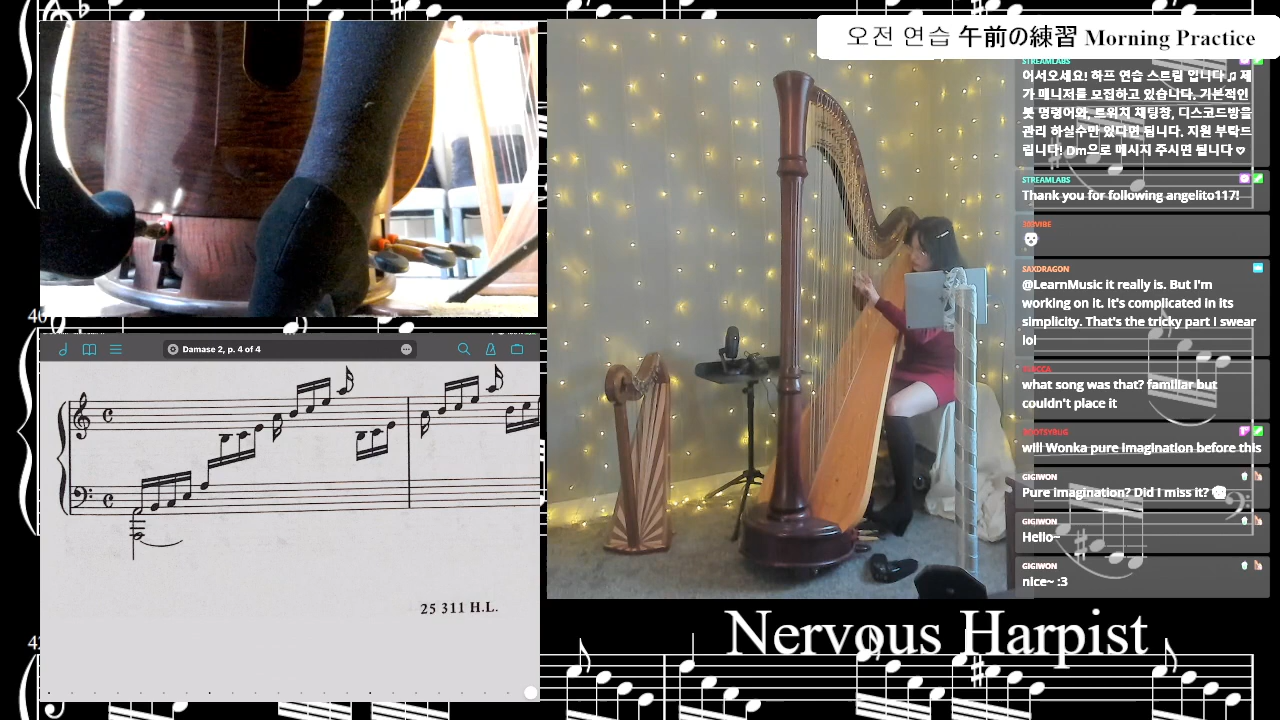 오전 연습 午前の練習 Morning Practice
STREAMLABS
어서오세요! 하프 연습 스트림 입니다 ♫ 제
가 매니저를 모집하고 있습니다. 기본적인
봇 명령어와, 트위치 채팅창, 디스코드방을
관리 하실수만 있다면 됩니다. 지원 부탁드
립니다! Dm으로 메시지 주시면 됩니다 ♡
STREAMLABS
Thank you for following angelito117!
SAXDRAGON
@LearnMusic it really is. But I'm
working on it. It's complicated in its
simplicity. That's the tricky part I swear
lol
what song was that? familiar but
couldn't place it
will Wonka pure imagination before this
GIGIWON
Pure imagination? Did I miss it?
GIGIWON
Hello~
GIGIWON
nice~ :3
Damase 2, p. 4 of 4
25 311 H.L.
Nervous Harpist